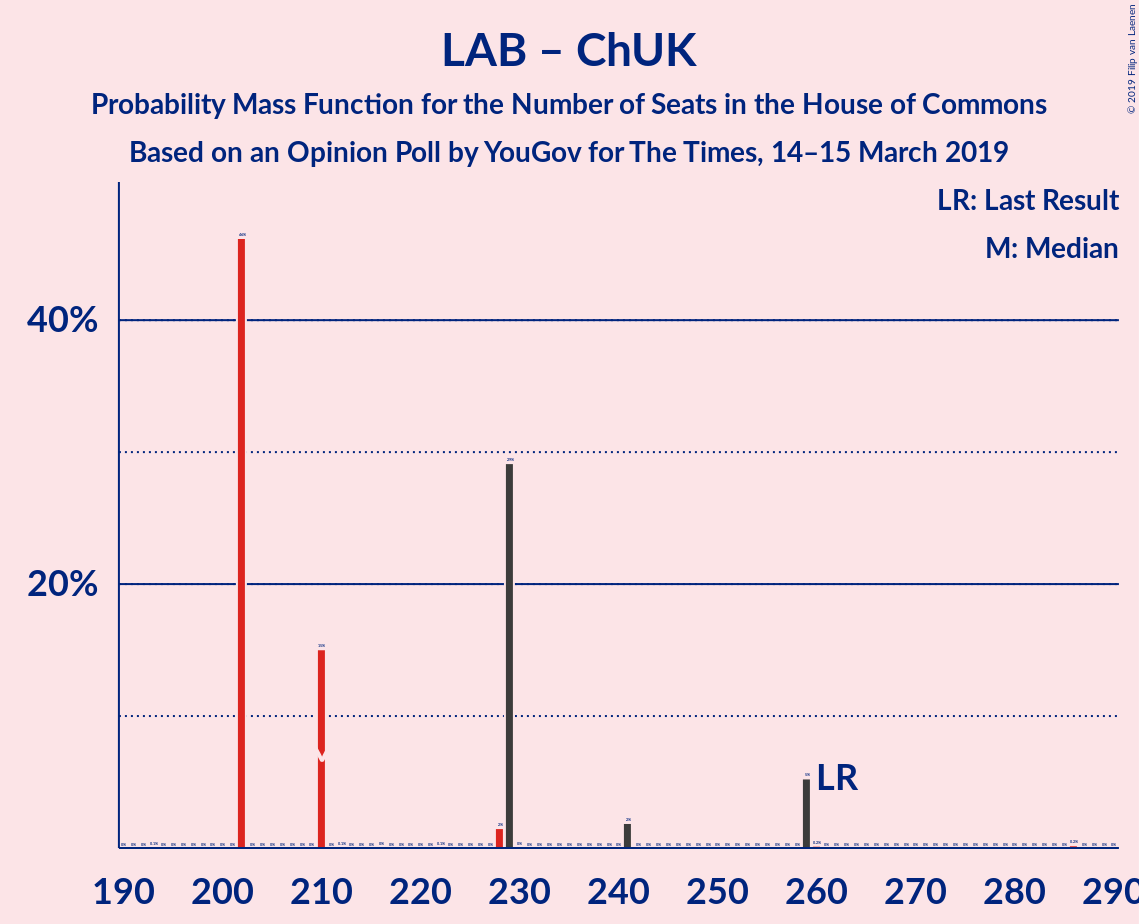 LAB – ChUK
Probability Mass Function for the Number of Seats in the House of Commons
Based on an Opinion Poll by YouGov for The Times, 14–15 March 2019
© 2019 Filip van Laenen
LR: Last Result
M: Median
40%
20%
LR
190 200 210 220 230 240 250 260 270 280 290